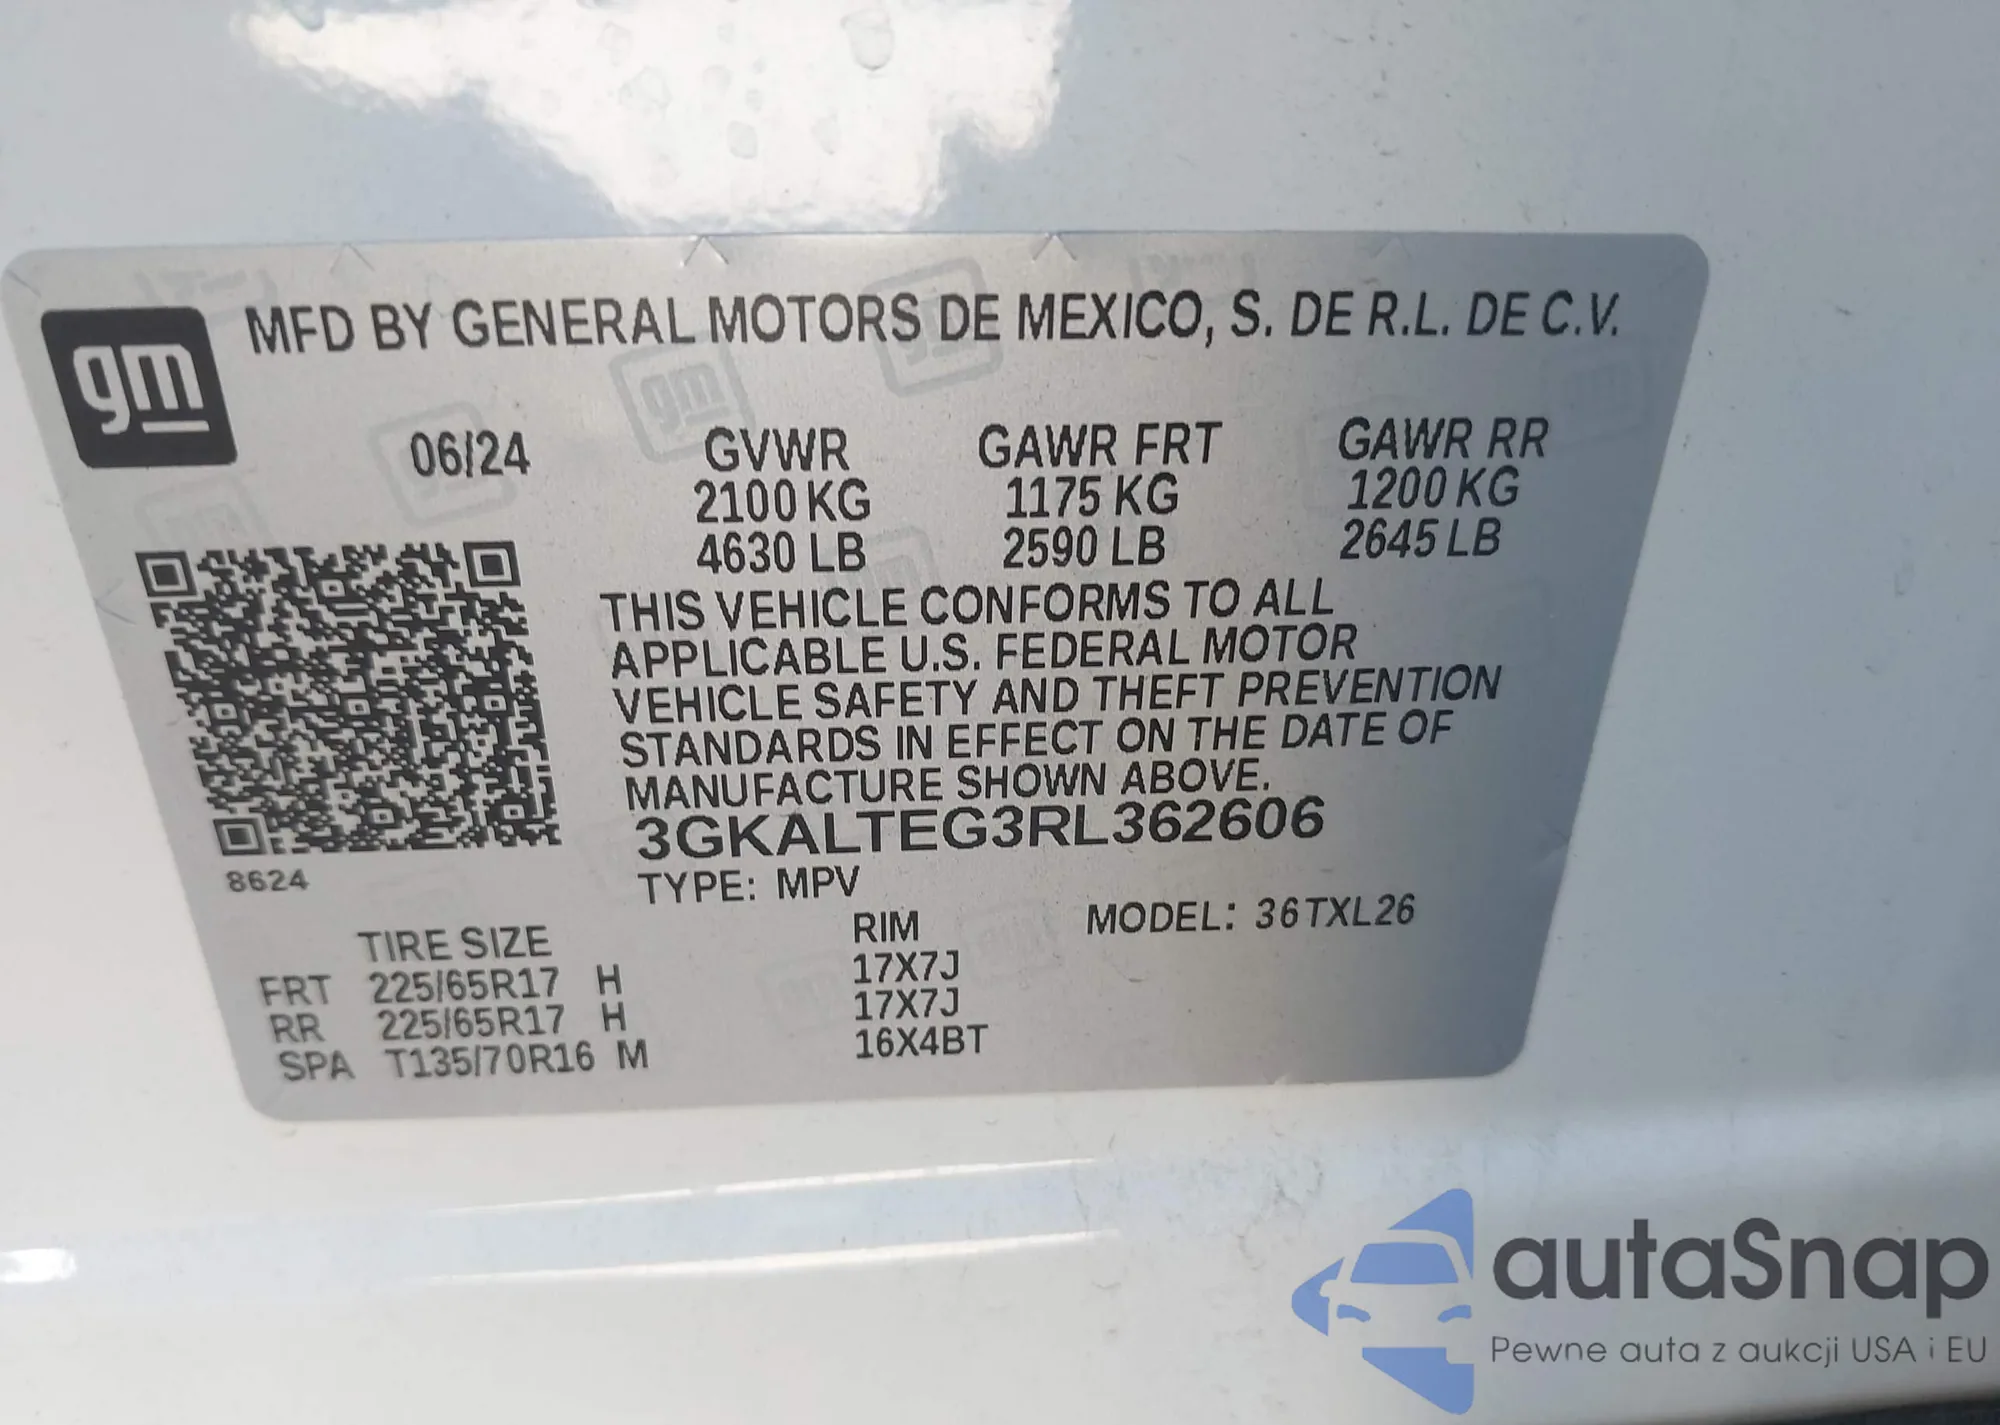 gm
MFD BY GENERAL MOTORS DE MEXICO, S. DE R.L. DE C.V.
06/24 GVWR GAWR FRT GAWR RR
2100 KG 1175 KG 1200 KG
4630 LB 2590 LB 2645 LB
THIS VEHICLE CONFORMS TO ALL
APPLICABLE U.S. FEDERAL MOTOR
VEHICLE SAFETY AND THEFT PREVENTION
STANDARDS IN EFFECT ON THE DATE OF
MANUFACTURE SHOWN ABOVE.
3GKALTEG3RL362606
8624
TYPE: MPV
MODEL: 36TXL26
TIRE SIZE RIM
FRT 225/65R17 H 17X7J
RR 225/65R17 H 17X7J
SPA T135/70R16 M 16X4BT
autaSnap
Pewne auta z aukcji USA i EU